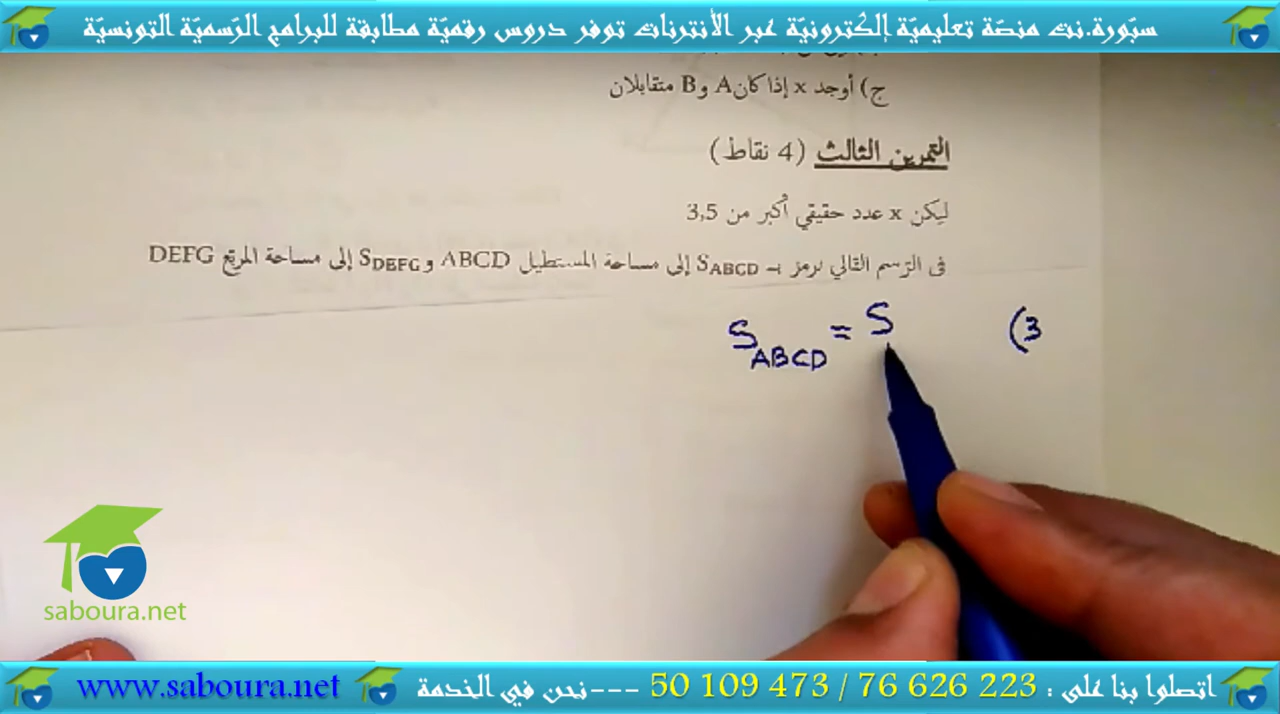 سبّورة.نت منصّة تعليميّة إلكترونيّة عبر الأنترنات توفر دروس رقميّة مطابقة للبرامج الرّسميّة التونسيّة
ج) أوجد x إذا كان A و B متقابلان
التمرين الثالث (4 نقاط)
ليكن x عدد حقيقي أكبر من 3,5
في الرّسم التالي نرمز بـ SABCD إلى مساحة المستطيل ABCD و SDEFG إلى مساحة المربّع DEFG
(3 SABCD = S
saboura.net
اتصلوا بنا على : 223 626 76 / 473 109 50 ---نحن في الخدمة www.saboura.net